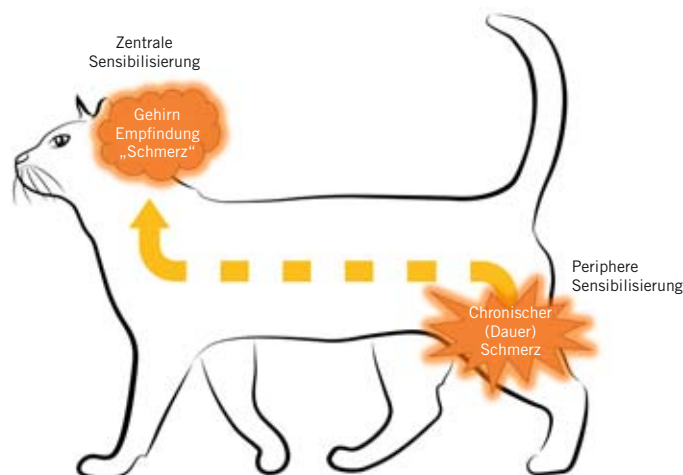 Zentrale
Sensibilisierung
Gehirn
Empfindung
„Schmerz“
Periphere
Sensibilisierung
Chronischer
(Dauer)
Schmerz